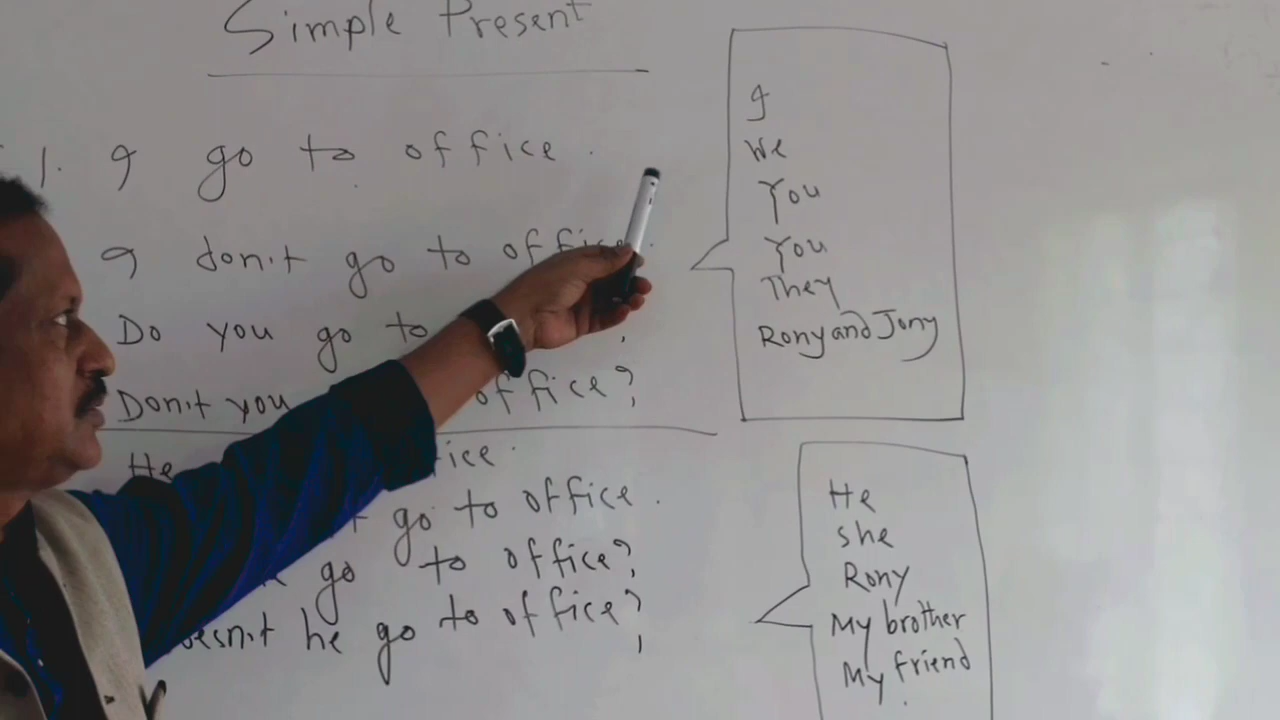 Simple Present
1. I go to office.
I don't go to office.
Do you go to
Don't you office?
He
go to office.
go to office?
he go to office?
I
We
You
You
They
Rony and Jony
He
She
Rony
My brother
My friend